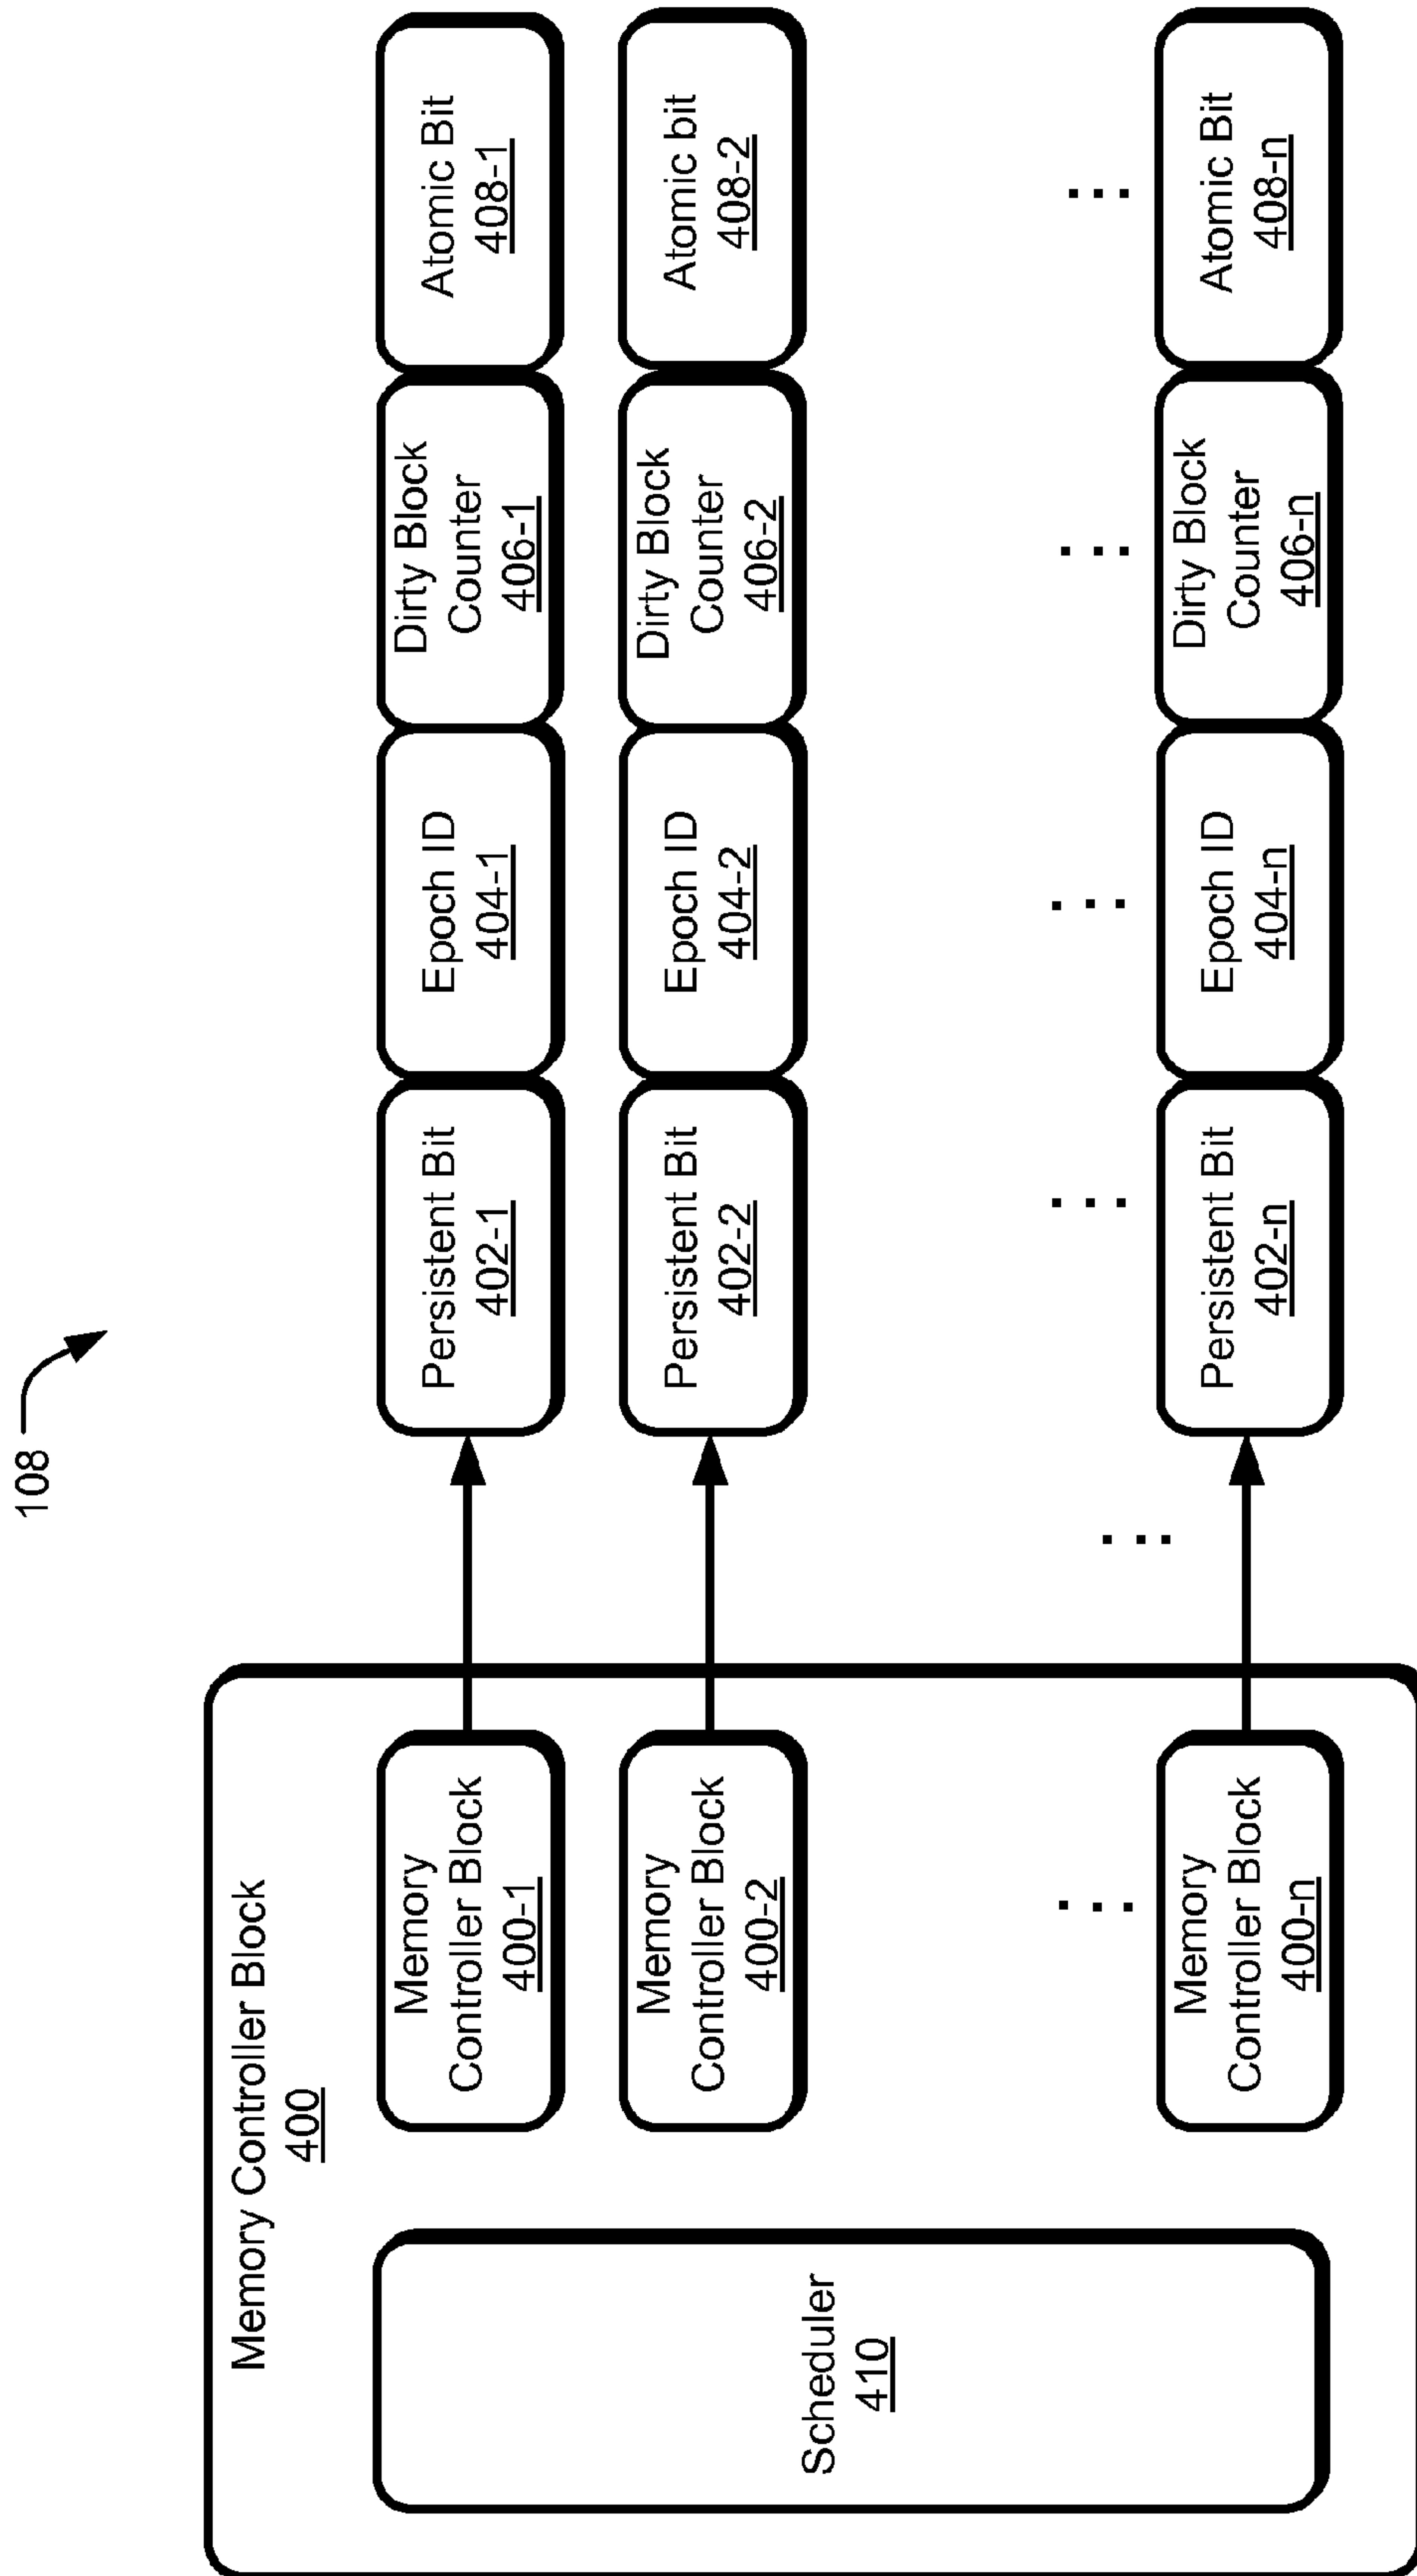 108
Memory Controller Block
400
Scheduler
410
Memory
Controller Block
400-1
Persistent Bit
402-1
Epoch ID
404-1
Dirty Block
Counter
406-1
Atomic Bit
408-1
Memory
Controller Block
400-2
Persistent Bit
402-2
Epoch ID
404-2
Dirty Block
Counter
406-2
Atomic bit
408-2
Memory
Controller Block
400-n
Persistent Bit
402-n
Epoch ID
404-n
Dirty Block
Counter
406-n
Atomic Bit
408-n